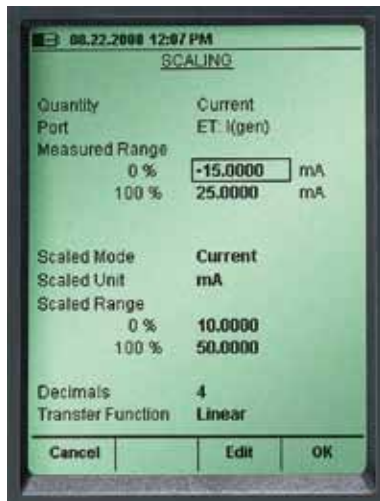 08.22.2008 12:07 PM
SCALING
Quantity Current
Port ET: I(gen)
Measured Range
0 % -15.0000 mA
100 % 25.0000 mA
Scaled Mode Current
Scaled Unit mA
Scaled Range
0 % 10.0000
100 % 50.0000
Decimals 4
Transfer Function Linear
Cancel Edit OK